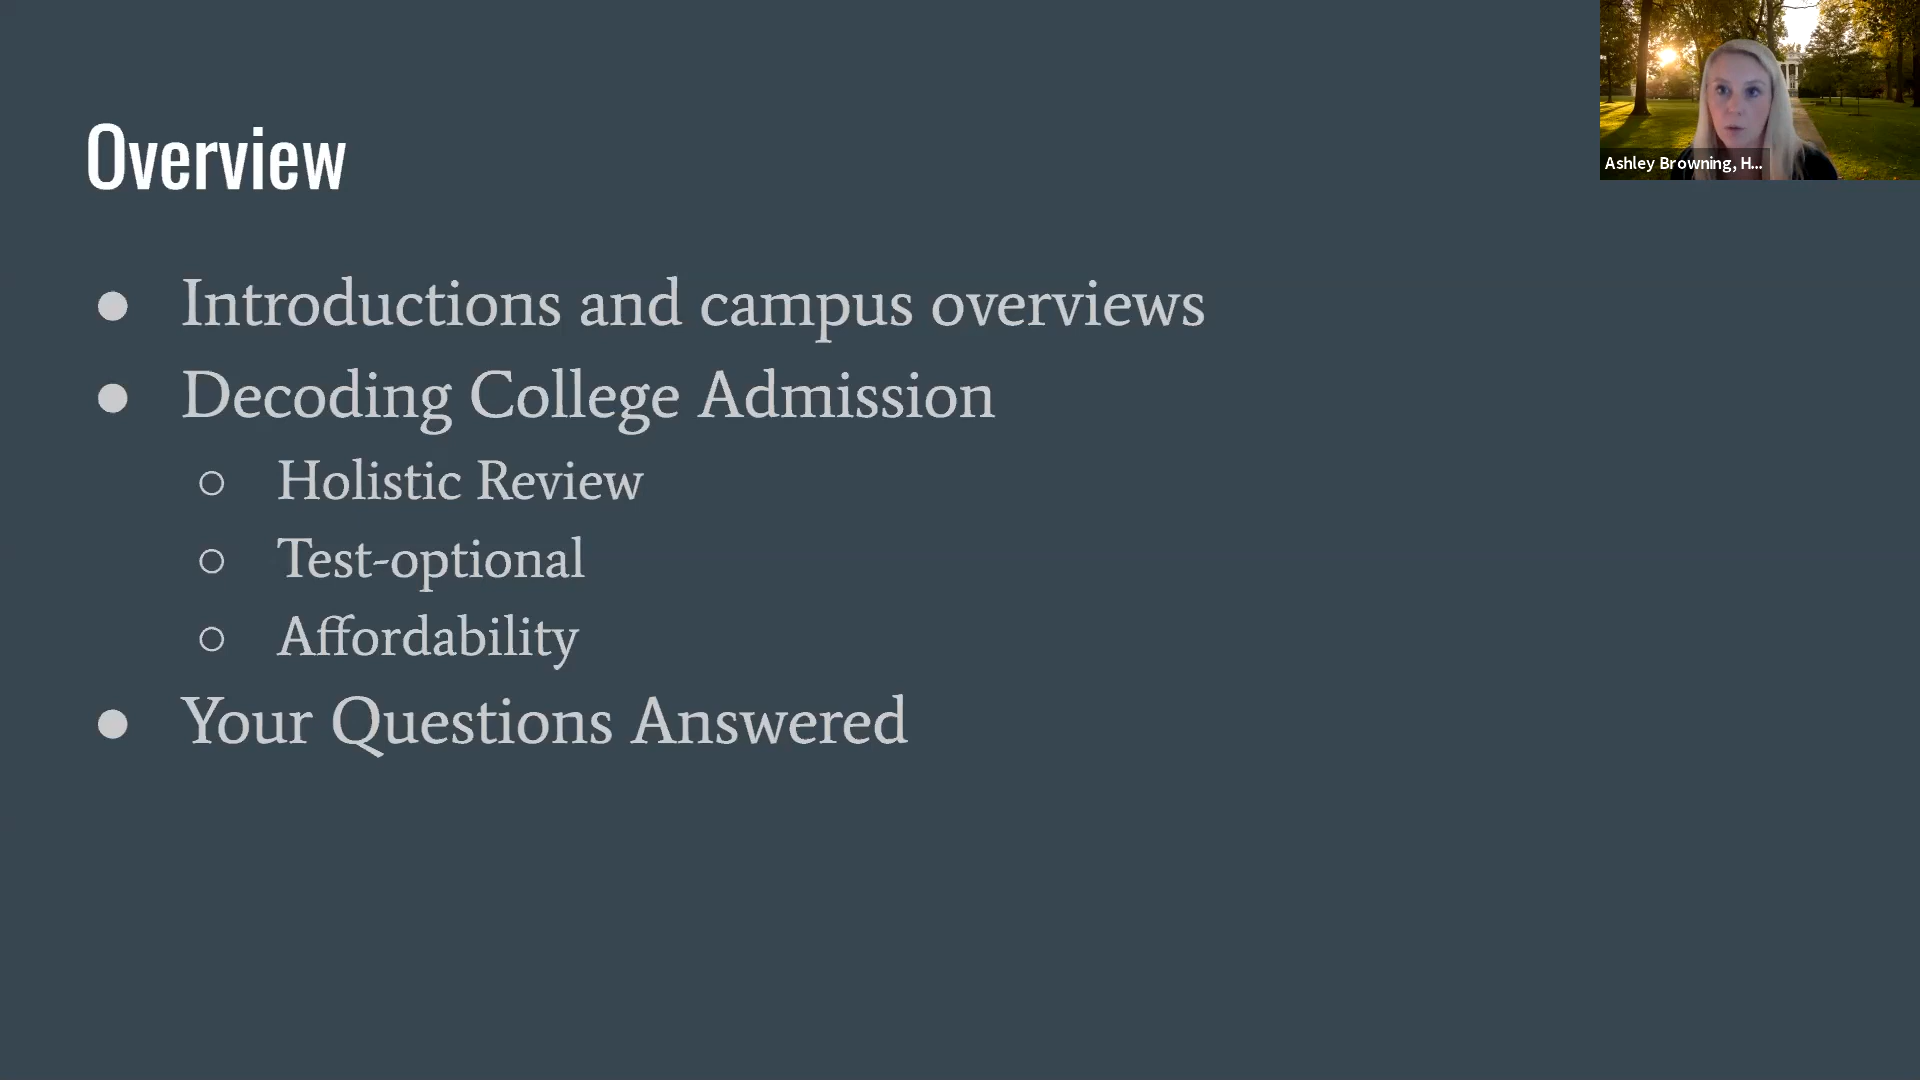 Overview
Ashley Browning, H...
● Introductions and campus overviews
● Decoding College Admission
○ Holistic Review
○ Test-optional
○ Affordability
● Your Questions Answered